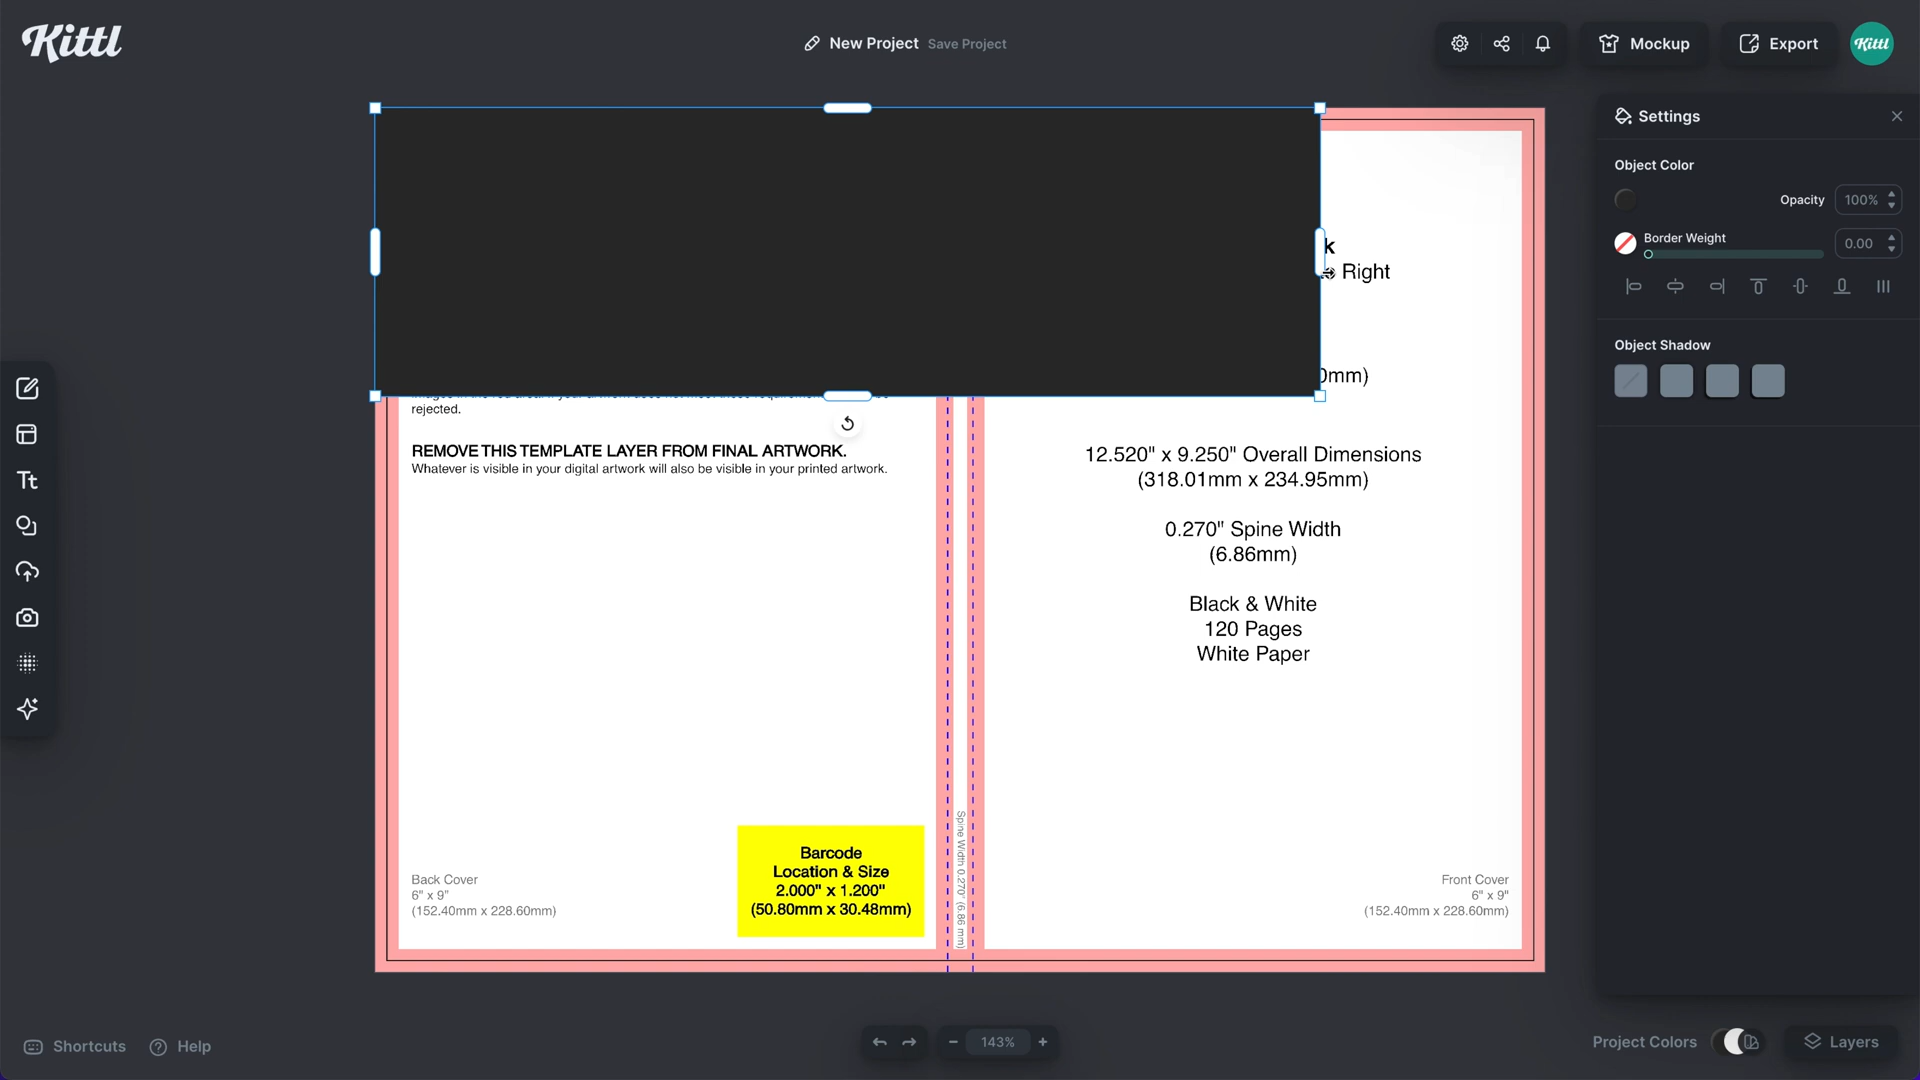 Kittl
New Project Save Project
Mockup
Export
Kittl
Settings
Object Color
Opacity 100%
Border Weight 0.00
Object Shadow
k
Right
0mm)
rejected.
REMOVE THIS TEMPLATE LAYER FROM FINAL ARTWORK.
Whatever is visible in your digital artwork will also be visible in your printed artwork.
12.520" x 9.250" Overall Dimensions
(318.01mm x 234.95mm)
0.270" Spine Width
(6.86mm)
Black & White
120 Pages
White Paper
Tt
Barcode
Location & Size
2.000" x 1.200"
(50.80mm x 30.48mm)
Back Cover
6" x 9"
(152.40mm x 228.60mm)
Spine Width 0.270" (6.86 mm)
Front Cover
6" x 9"
(152.40mm x 228.60mm)
Shortcuts
Help
143%
Project Colors
Layers